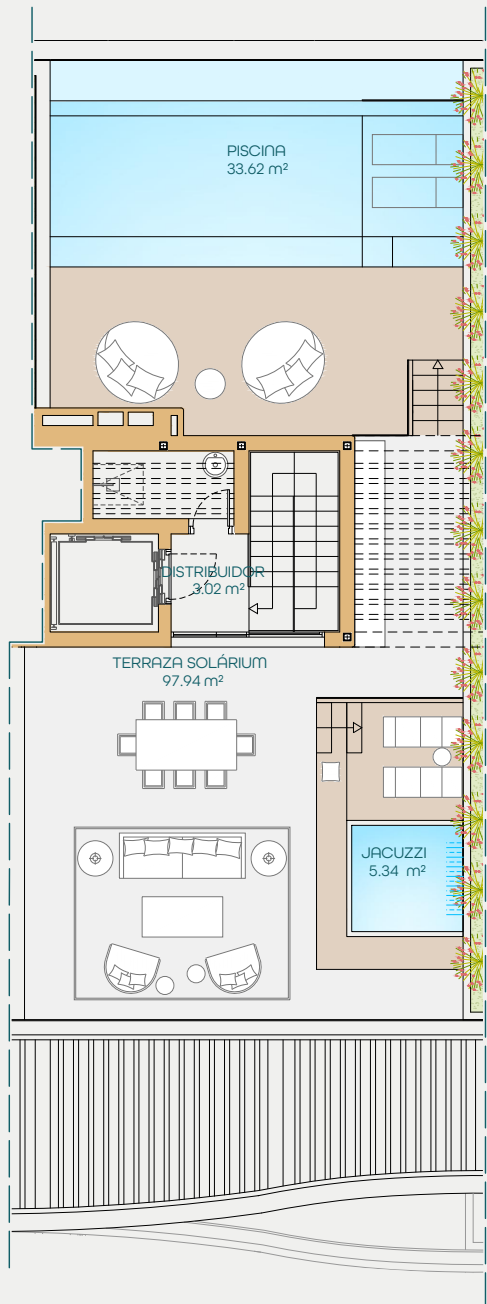 PISCINA
33.62 m²
DISTRIBUIDOR
3.02 m²
TERRAZA SOLÁRIUM
97.94 m²
JACUZZI
5.34 m²